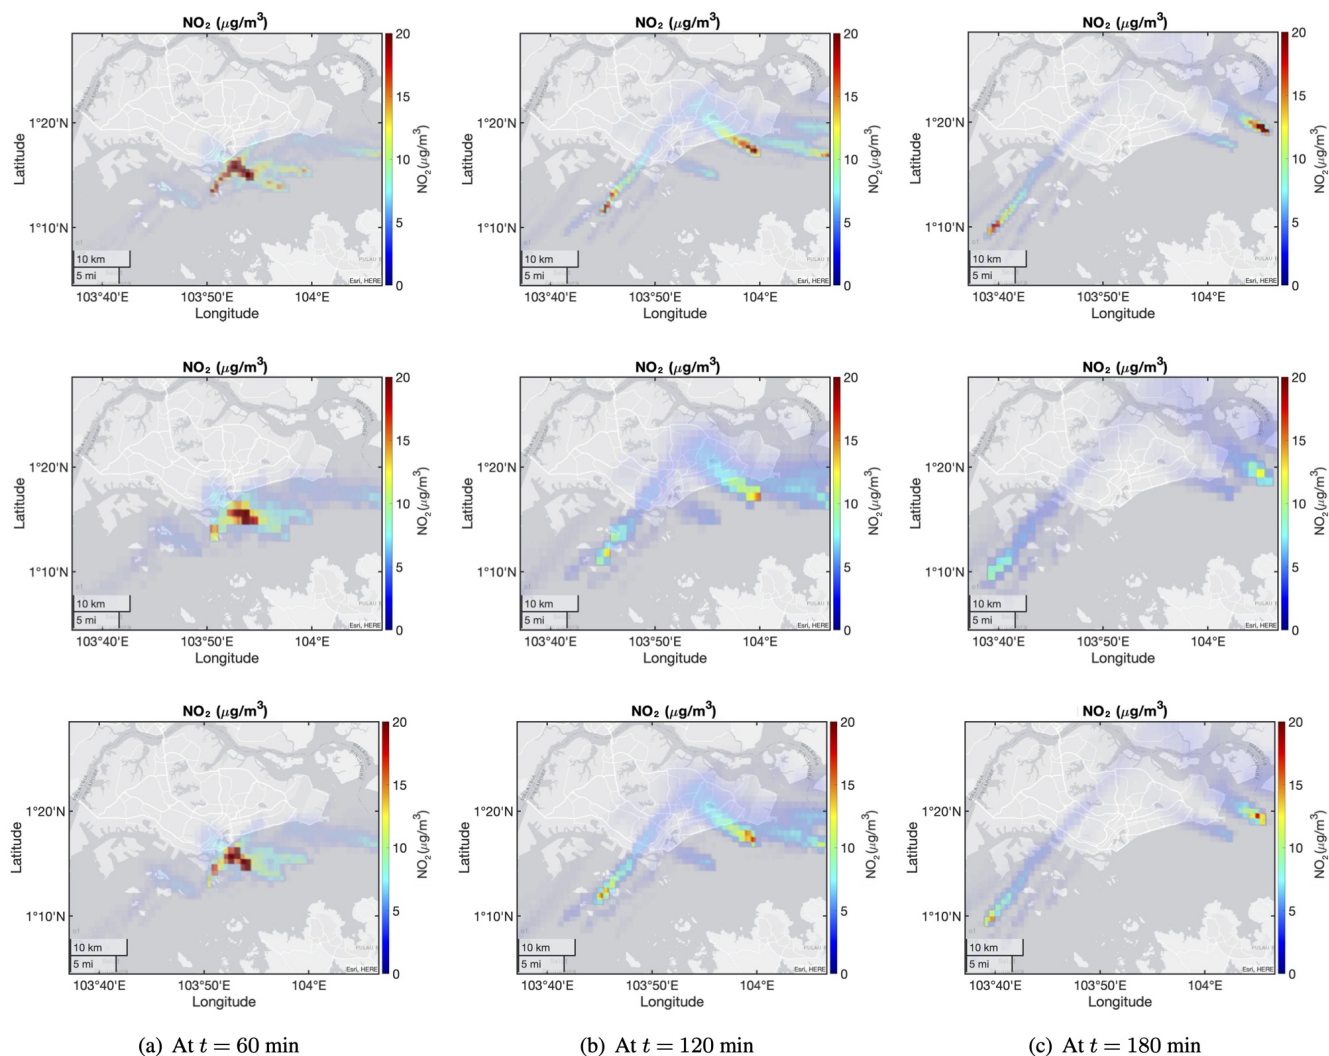 NO₂ (μg/m³)
20
15
10
5
0
NO₂(μg/m³)
Latitude
1°20'N
1°10'N
10 km
5 mi
Esri, HERE
103°40'E
103°50'E
104°E
Longitude
NO₂ (μg/m³)
20
15
10
5
0
NO₂(μg/m³)
Latitude
1°20'N
1°10'N
10 km
5 mi
Esri, HERE
103°40'E
103°50'E
104°E
Longitude
NO₂ (μg/m³)
20
15
10
5
0
NO₂(μg/m³)
Latitude
1°20'N
1°10'N
10 km
5 mi
Esri, HERE
103°40'E
103°50'E
104°E
Longitude
NO₂ (μg/m³)
20
15
10
5
0
NO₂(μg/m³)
Latitude
1°20'N
1°10'N
10 km
5 mi
Esri, HERE
103°40'E
103°50'E
104°E
Longitude
NO₂ (μg/m³)
20
15
10
5
0
NO₂(μg/m³)
Latitude
1°20'N
1°10'N
10 km
5 mi
Esri, HERE
103°40'E
103°50'E
104°E
Longitude
NO₂ (μg/m³)
20
15
10
5
0
NO₂(μg/m³)
Latitude
1°20'N
1°10'N
10 km
5 mi
Esri, HERE
103°40'E
103°50'E
104°E
Longitude
NO₂ (μg/m³)
20
15
10
5
0
NO₂(μg/m³)
Latitude
1°20'N
1°10'N
10 km
5 mi
Esri, HERE
103°40'E
103°50'E
104°E
Longitude
NO₂ (μg/m³)
20
15
10
5
0
NO₂(μg/m³)
Latitude
1°20'N
1°10'N
10 km
5 mi
Esri, HERE
103°40'E
103°50'E
104°E
Longitude
NO₂ (μg/m³)
20
15
10
5
0
NO₂(μg/m³)
Latitude
1°20'N
1°10'N
10 km
5 mi
Esri, HERE
103°40'E
103°50'E
104°E
Longitude
(a) At t = 60 min
(b) At t = 120 min
(c) At t = 180 min